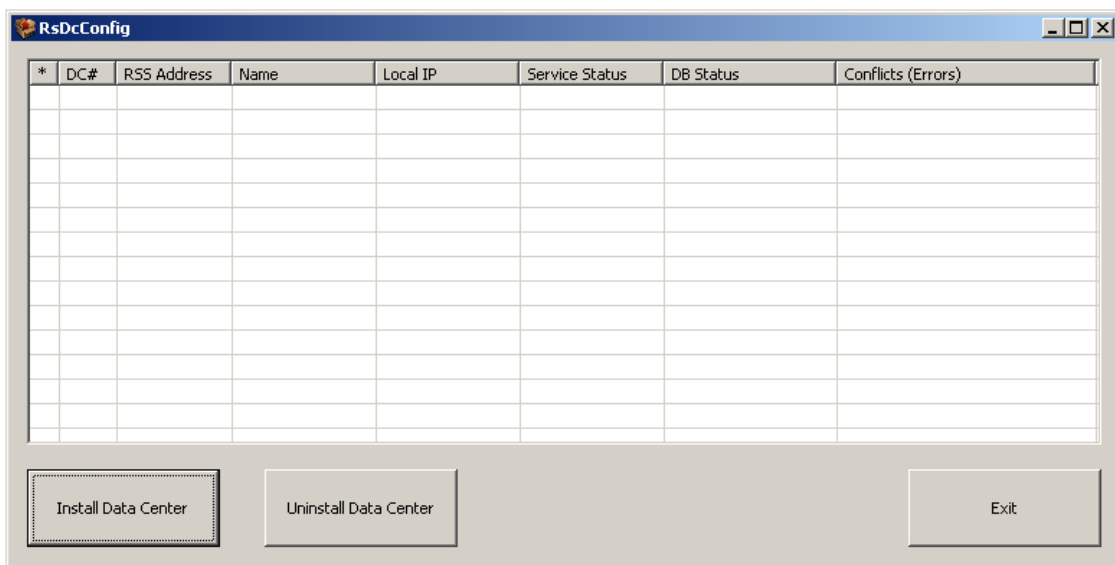 RsDcConfig
* DC# RSS Address Name Local IP Service Status DB Status Conflicts (Errors)
Install Data Center Uninstall Data Center Exit